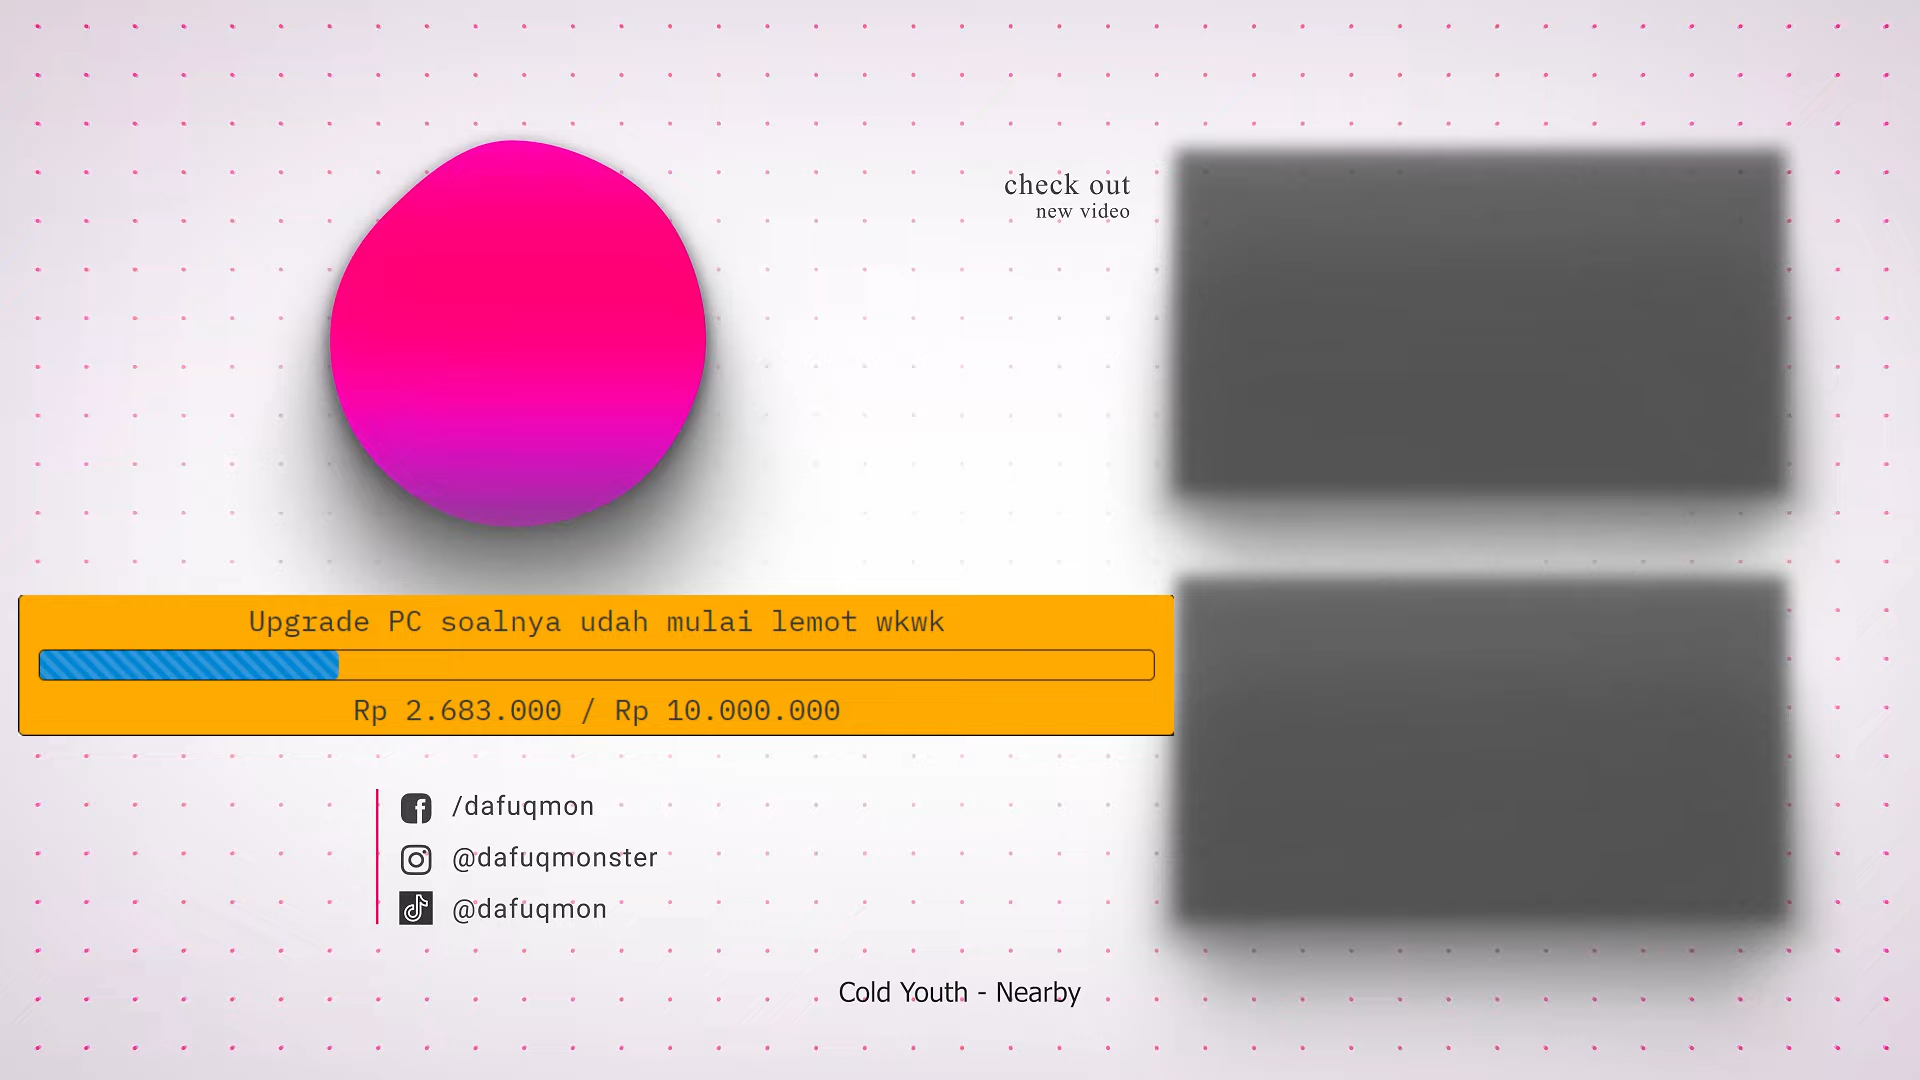 check out
new video
Upgrade PC soalnya udah mulai lemot wkwk
Rp 2.683.000 / Rp 10.000.000
/dafuqmon
@dafuqmonster
@dafuqmon
Cold Youth - Nearby